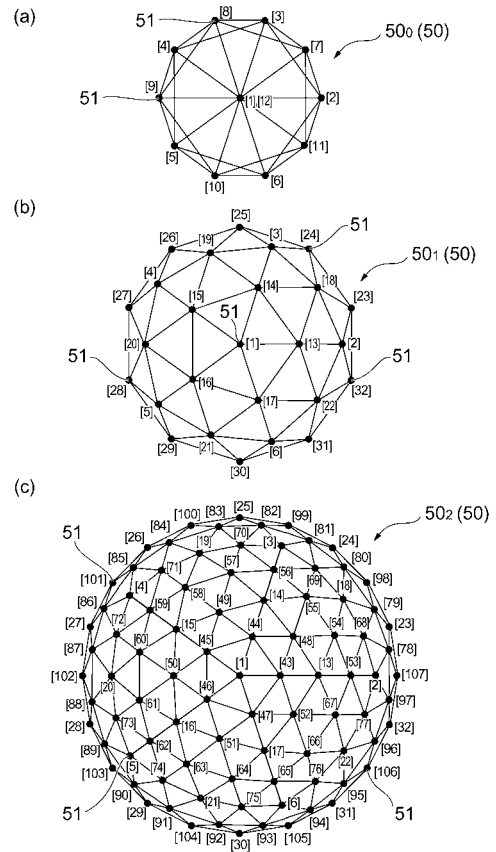 (a)
51 [8] [3] 50₀ (50)
[4] [7]
51 [9] [1],[12] [2]
[5] [11]
[10] [6]
(b)
[25]
[26] [19] [3] [24] 51
[4] [14] [18] 50₁ (50)
[27] [15] 51 [23]
[20] [1] [13] [2]
51 [28] [16] [32] 51
[5] [17] [22]
[29] [21] [6] [31]
[30]
(c)
[100] [83] [25] [82] [99] 50₂ (50)
[26] [84] [19] [70] [3] [81] [24]
51 [85] [71] [57] [56] [69] [80]
[101] [4] [58] [18] [98]
[86] [59] [49] [14] [55] [79]
[27] [72] [15] [44] [54] [68] [23]
[87] [60] [45] [48] [78]
[102] [20] [50] [1] [43] [13] [53] [2] [107]
[88] [61] [46] [97]
[28] [73] [16] [47] [52] [67] [77] [32]
[89] [62] [51] [17] [66] [96]
[103] [5] [63] [22] [106]
51 [90] [74] [64] [65] [76] [95] 51
[29] [91] [21] [75] [6] [94] [31]
[104] [92] [30] [93] [105]